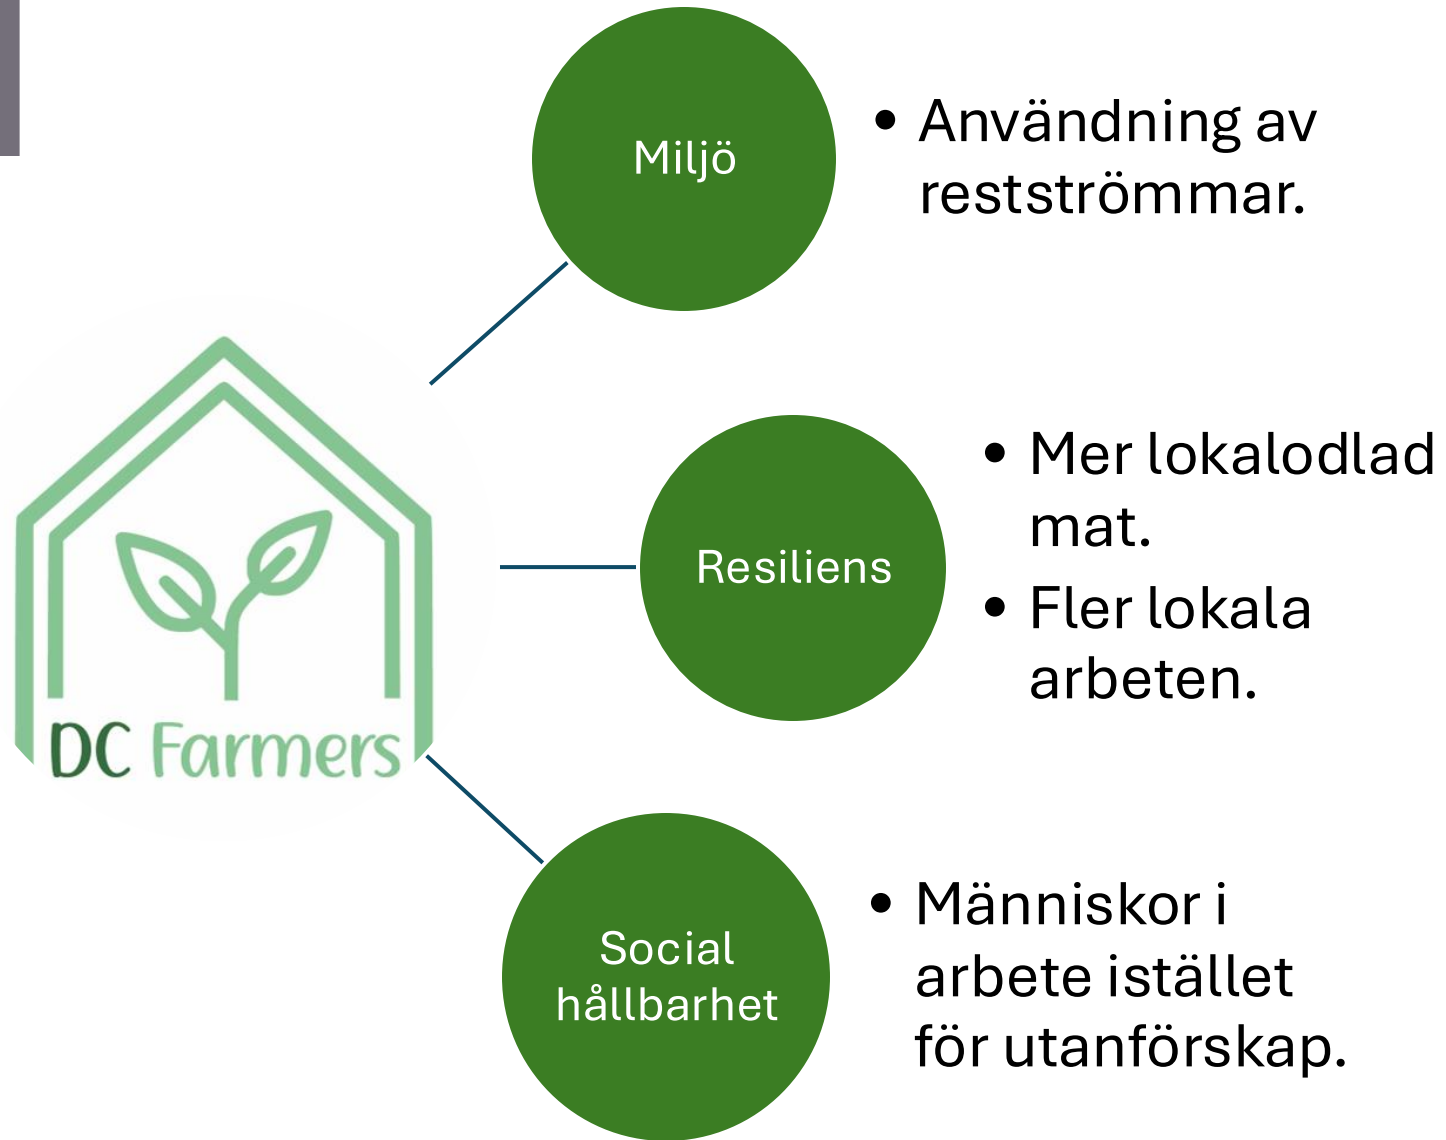 Miljö
• Användning av
restströmmar.
DC Farmers
Resiliens
• Mer lokalodlad
mat.
• Fler lokala
arbeten.
Social
hållbarhet
• Människor i
arbete istället
för utanförskap.